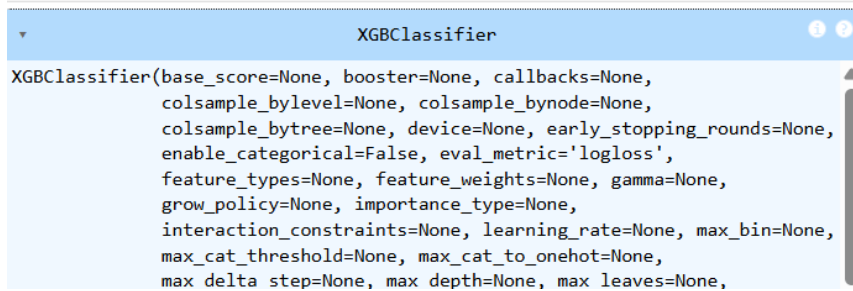 XGBClassifier
XGBClassifier(base_score=None, booster=None, callbacks=None,
colsample_bylevel=None, colsample_bynode=None,
colsample_bytree=None, device=None, early_stopping_rounds=None,
enable_categorical=False, eval_metric='logloss',
feature_types=None, feature_weights=None, gamma=None,
grow_policy=None, importance_type=None,
interaction_constraints=None, learning_rate=None, max_bin=None,
max_cat_threshold=None, max_cat_to_onehot=None,
max_delta_step=None, max_depth=None, max_leaves=None,